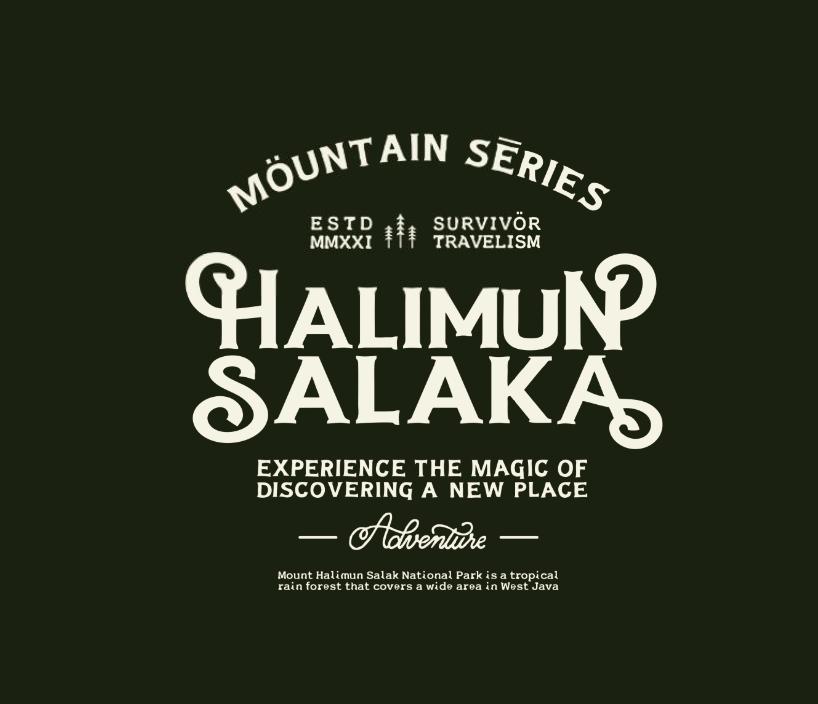 MÖUNTAIN SĒRIES
ESTD SURVIVÖR
MMXXI TRAVELISM
HALIMUN
SALAKA
EXPERIENCE THE MAGIC OF
DISCOVERING A NEW PLACE
Adventure
Mount Halimun Salak National Park is a tropical
rain forest that covers a wide area in West Java